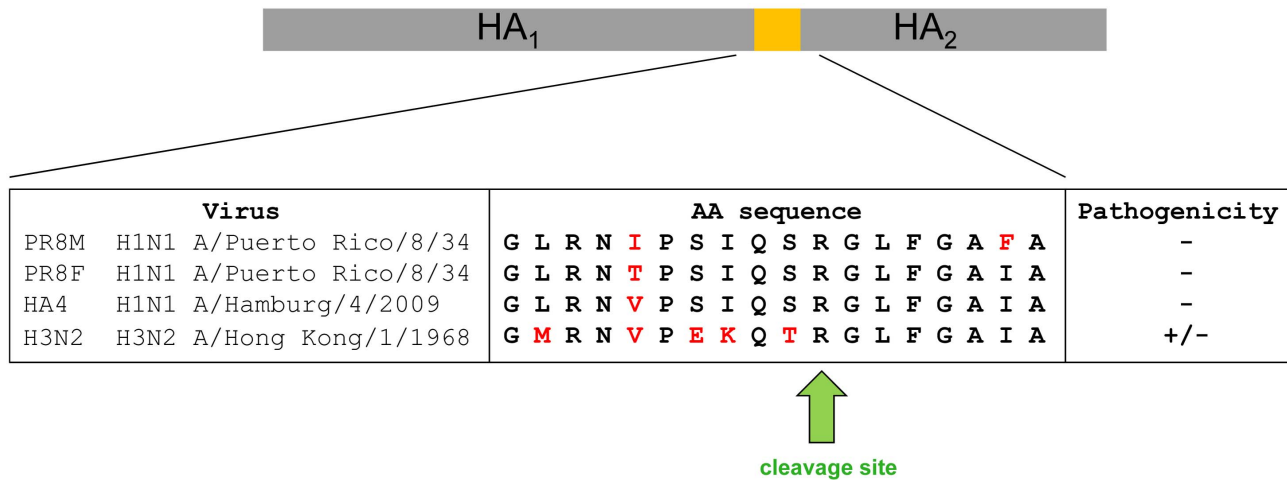 HA₁ HA₂
Virus AA sequence Pathogenicity
PR8M H1N1 A/Puerto Rico/8/34 G L R N I P S I Q S R G L F G A F A -
PR8F H1N1 A/Puerto Rico/8/34 G L R N T P S I Q S R G L F G A I A -
HA4 H1N1 A/Hamburg/4/2009 G L R N V P S I Q S R G L F G A I A -
H3N2 H3N2 A/Hong Kong/1/1968 G M R N V P E K Q T R G L F G A I A +/-
cleavage site